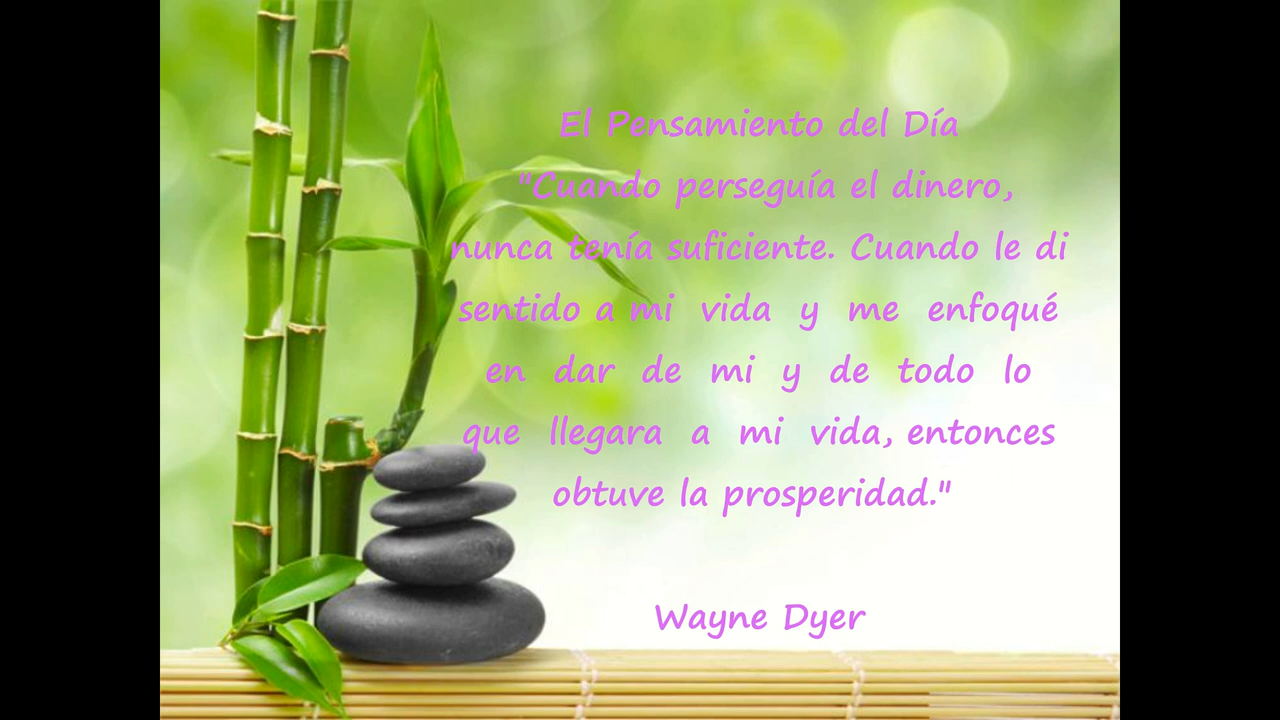 El Pensamiento del Día
"Cuando perseguía el dinero,
nunca tenía suficiente. Cuando le di
sentido a mi vida y me enfoqué
en dar de mi y de todo lo
que llegara a mi vida, entonces
obtuve la prosperidad."
Wayne Dyer